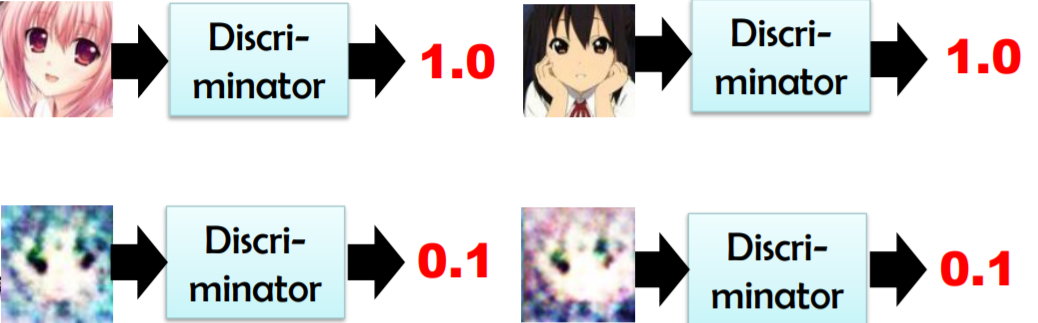 Discri-
minator
1.0
Discri-
minator
1.0
Discri-
minator
0.1
Discri-
minator
0.1